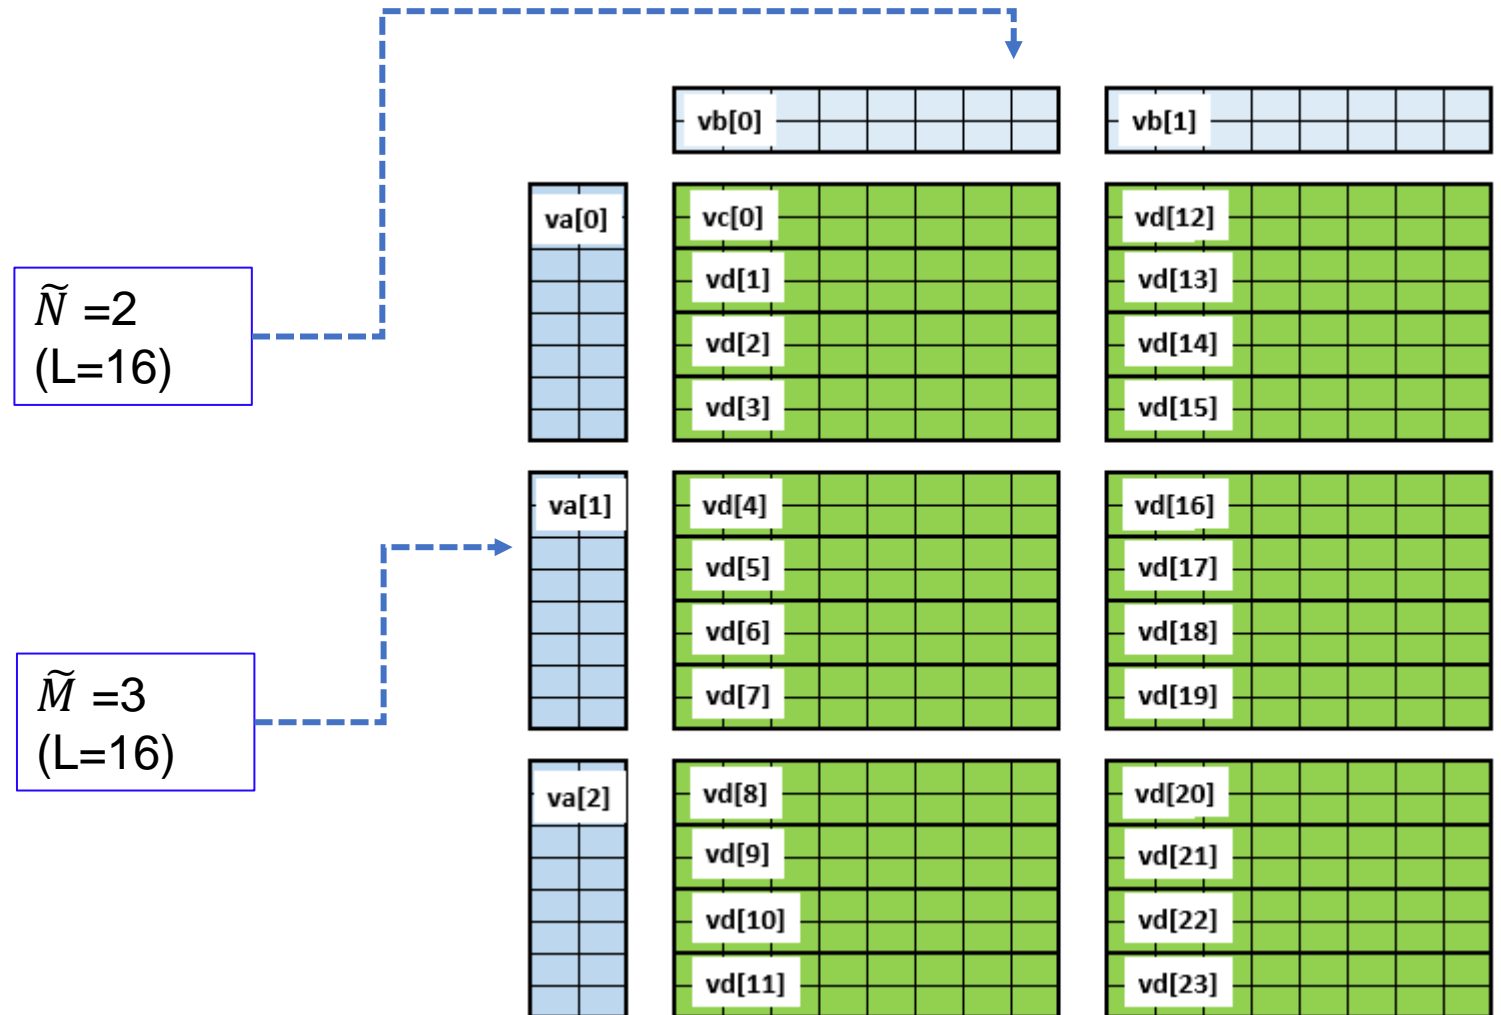 vb[0] vb[1]
va[0] vc[0] vd[12]
vd[1] vd[13]
Ñ =2
(L=16)
vd[2] vd[14]
vd[3] vd[15]
va[1] vd[4] vd[16]
vd[5] vd[17]
vd[6] vd[18]
M̃ =3
(L=16)
vd[7] vd[19]
va[2] vd[8] vd[20]
vd[9] vd[21]
vd[10] vd[22]
vd[11] vd[23]